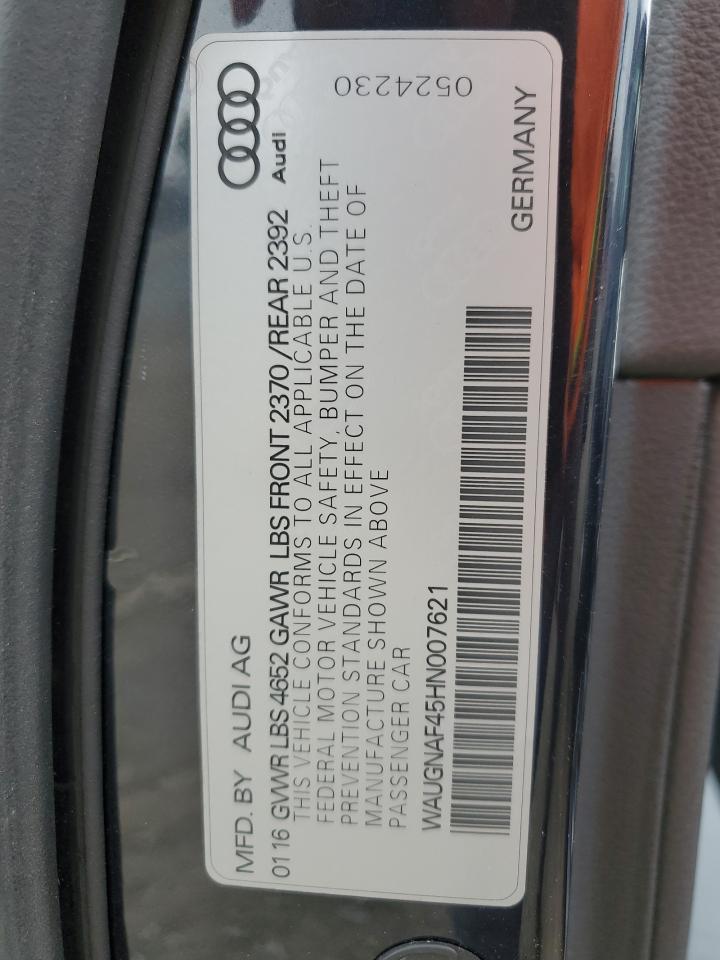 MFD. BY AUDI AG
Audi
0116 GVWR LBS 4652 GAWR LBS FRONT 2370 /REAR 2392
THIS VEHICLE CONFORMS TO ALL APPLICABLE U.S.
FEDERAL MOTOR VEHICLE SAFETY, BUMPER AND THEFT
PREVENTION STANDARDS IN EFFECT ON THE DATE OF
MANUFACTURE SHOWN ABOVE
PASSENGER CAR
0524230
WAUGNAF45HN007621
GERMANY